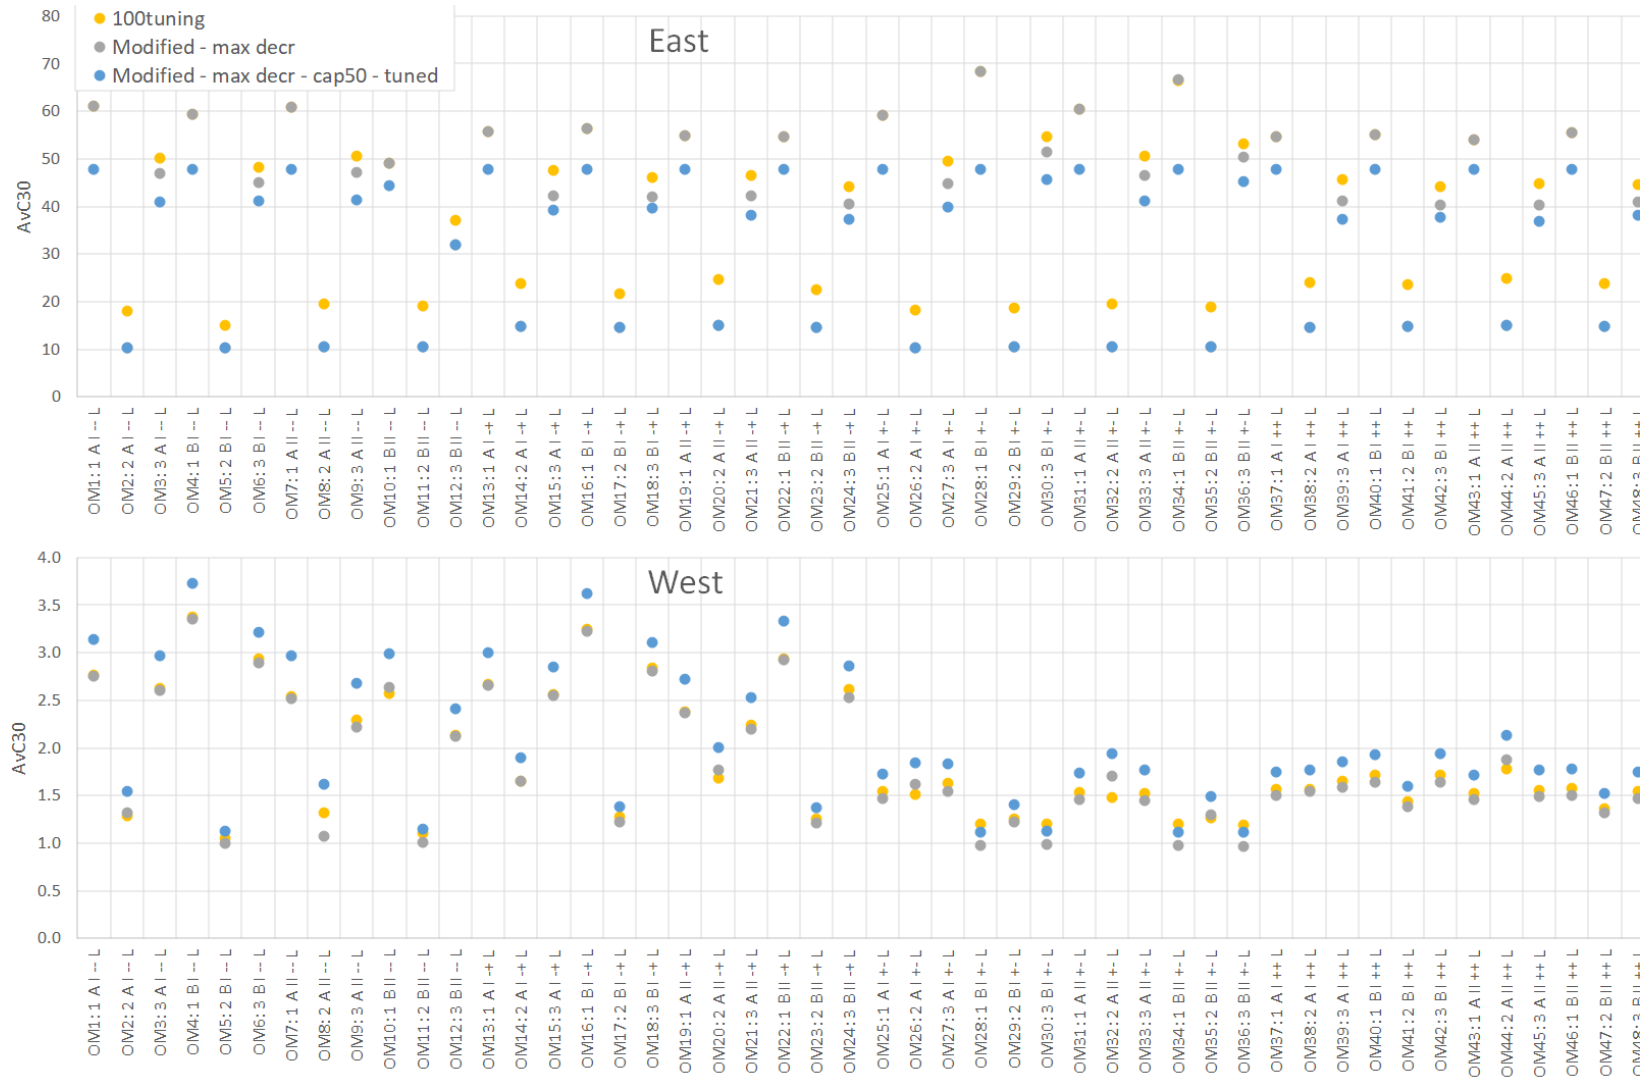 100tuning
Modified - max decr
Modified - max decr - cap50 - tuned
East
80
70
60
50
40
30
20
10
0
AvC30
OM1: 1 A I -- L
OM2: 2 A I -- L
OM3: 3 A I -- L
OM4: 1 B I -- L
OM5: 2 B I -- L
OM6: 3 B I -- L
OM7: 1 A II -- L
OM8: 2 A II -- L
OM9: 3 A II -- L
OM10: 1 B II -- L
OM11: 2 B II -- L
OM12: 3 B II -- L
OM13: 1 A I -+ L
OM14: 2 A I -+ L
OM15: 3 A I -+ L
OM16: 1 B I -+ L
OM17: 2 B I -+ L
OM18: 3 B I -+ L
OM19: 1 A II -+ L
OM20: 2 A II -+ L
OM21: 3 A II -+ L
OM22: 1 B II -+ L
OM23: 2 B II -+ L
OM24: 3 B II -+ L
OM25: 1 A I +- L
OM26: 2 A I +- L
OM27: 3 A I +- L
OM28: 1 B I +- L
OM29: 2 B I +- L
OM30: 3 B I +- L
OM31: 1 A II +- L
OM32: 2 A II +- L
OM33: 3 A II +- L
OM34: 1 B II +- L
OM35: 2 B II +- L
OM36: 3 B II +- L
OM37: 1 A I ++ L
OM38: 2 A I ++ L
OM39: 3 A I ++ L
OM40: 1 B I ++ L
OM41: 2 B I ++ L
OM42: 3 B I ++ L
OM43: 1 A II ++ L
OM44: 2 A II ++ L
OM45: 3 A II ++ L
OM46: 1 B II ++ L
OM47: 2 B II ++ L
OM48: 3 B II ++ L
West
4.0
3.5
3.0
2.5
2.0
1.5
1.0
0.5
0.0
AvC30
OM1: 1 A I -- L
OM2: 2 A I -- L
OM3: 3 A I -- L
OM4: 1 B I -- L
OM5: 2 B I -- L
OM6: 3 B I -- L
OM7: 1 A II -- L
OM8: 2 A II -- L
OM9: 3 A II -- L
OM10: 1 B II -- L
OM11: 2 B II -- L
OM12: 3 B II -- L
OM13: 1 A I -+ L
OM14: 2 A I -+ L
OM15: 3 A I -+ L
OM16: 1 B I -+ L
OM17: 2 B I -+ L
OM18: 3 B I -+ L
OM19: 1 A II -+ L
OM20: 2 A II -+ L
OM21: 3 A II -+ L
OM22: 1 B II -+ L
OM23: 2 B II -+ L
OM24: 3 B II -+ L
OM25: 1 A I +- L
OM26: 2 A I +- L
OM27: 3 A I +- L
OM28: 1 B I +- L
OM29: 2 B I +- L
OM30: 3 B I +- L
OM31: 1 A II +- L
OM32: 2 A II +- L
OM33: 3 A II +- L
OM34: 1 B II +- L
OM35: 2 B II +- L
OM36: 3 B II +- L
OM37: 1 A I ++ L
OM38: 2 A I ++ L
OM39: 3 A I ++ L
OM40: 1 B I ++ L
OM41: 2 B I ++ L
OM42: 3 B I ++ L
OM43: 1 A II ++ L
OM44: 2 A II ++ L
OM45: 3 A II ++ L
OM46: 1 B II ++ L
OM47: 2 B II ++ L
OM48: 3 B II ++ L